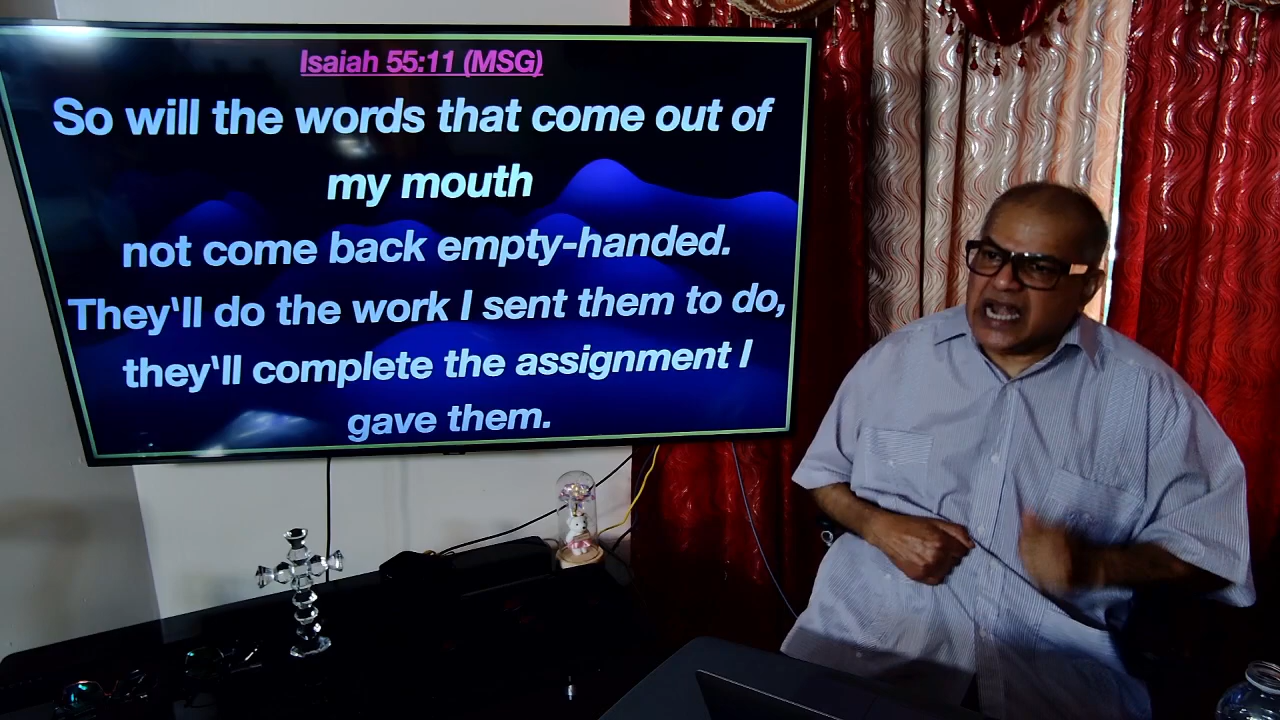 Isaiah 55:11 (MSG)
So will the words that come out of
my mouth
not come back empty-handed.
They'll do the work I sent them to do,
they'll complete the assignment I
gave them.